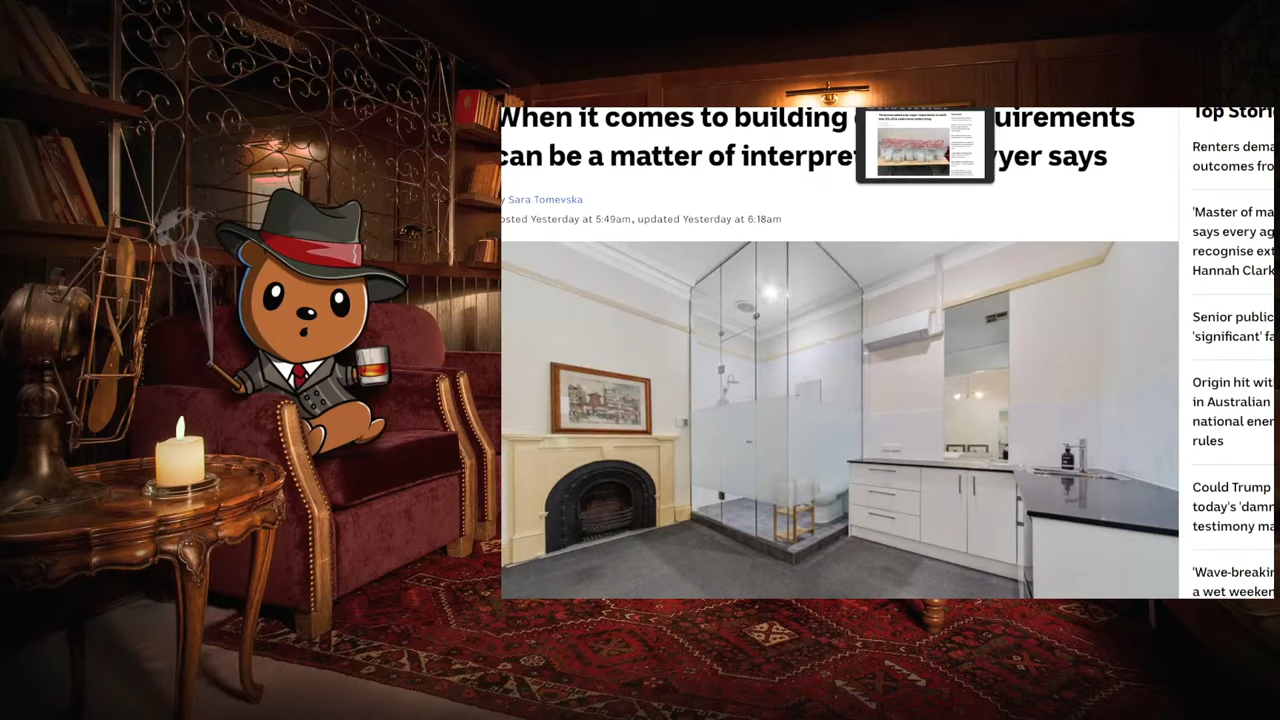 When it comes to building uirements
can be a matter of interpre yer says
y Sara Tomevska
osted Yesterday at 5:49am, updated Yesterday at 6:18am
Top Stori
Renters dema
outcomes fro
'Master of ma
says every ag
recognise ext
Hannah Clark
Senior public
'significant' fa
Origin hit wit
in Australian
national ener
rules
Could Trump
today's 'damn
testimony ma
'Wave-breakin
a wet weeken